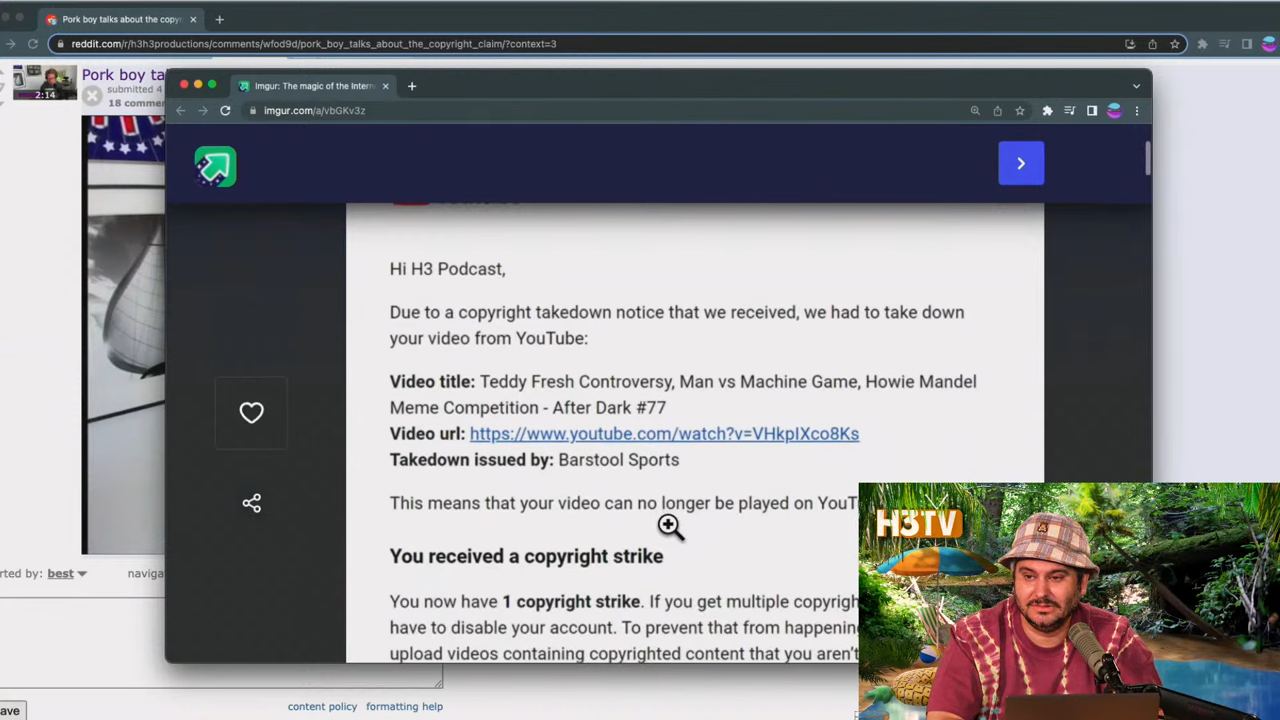 Pork boy talks about the copyr
reddit.com/r/h3h3productions/comments/wfod9d/pork_boy_talks_about_the_copyright_claim/?context=3
Pork boy ta
submitted 4
18 comme
2:14
Imgur: The magic of the Intern
imgur.com/a/vbGKv3z
Hi H3 Podcast,
Due to a copyright takedown notice that we received, we had to take down
your video from YouTube:
Video title: Teddy Fresh Controversy, Man vs Machine Game, Howie Mandel
Meme Competition - After Dark #77
Video url: https://www.youtube.com/watch?v=VHkpIXco8Ks
Takedown issued by: Barstool Sports
This means that your video can no longer be played on YouT
You received a copyright strike
You now have 1 copyright strike. If you get multiple copyrigh
have to disable your account. To prevent that from happening
upload videos containing copyrighted content that you aren't
H3TV
rted by: best
naviga
ave
content policy
formatting help